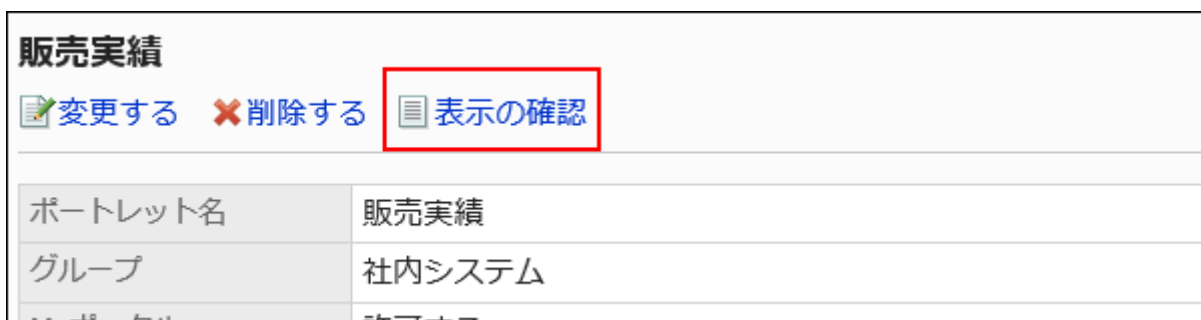 販売実績
変更する 削除する 表示の確認
ポートレット名 販売実績
グループ 社内システム